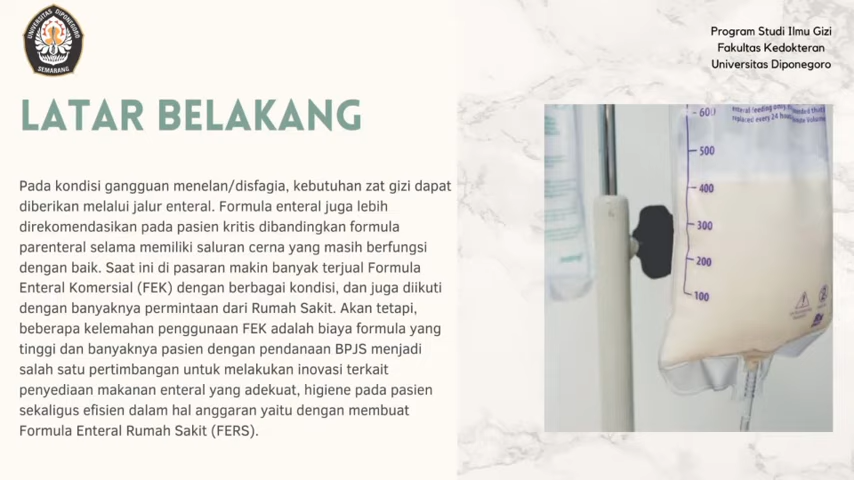 UNIVERSITAS DIPONEGORO
SEMARANG
Program Studi Ilmu Gizi
Fakultas Kedokteran
Universitas Diponegoro
LATAR BELAKANG
Pada kondisi gangguan menelan/disfagia, kebutuhan zat gizi dapat
diberikan melalui jalur enteral. Formula enteral juga lebih
direkomendasikan pada pasien kritis dibandingkan formula
parenteral selama memiliki saluran cerna yang masih berfungsi
dengan baik. Saat ini di pasaran makin banyak terjual Formula
Enteral Komersial (FEK) dengan berbagai kondisi, dan juga diikuti
dengan banyaknya permintaan dari Rumah Sakit. Akan tetapi,
beberapa kelemahan penggunaan FEK adalah biaya formula yang
tinggi dan banyaknya pasien dengan pendanaan BPJS menjadi
salah satu pertimbangan untuk melakukan inovasi terkait
penyediaan makanan enteral yang adekuat, higiene pada pasien
sekaligus efisien dalam hal anggaran yaitu dengan membuat
Formula Enteral Rumah Sakit (FERS).
600
enteral feeding only
replaced every 24
500
400
300
200
100